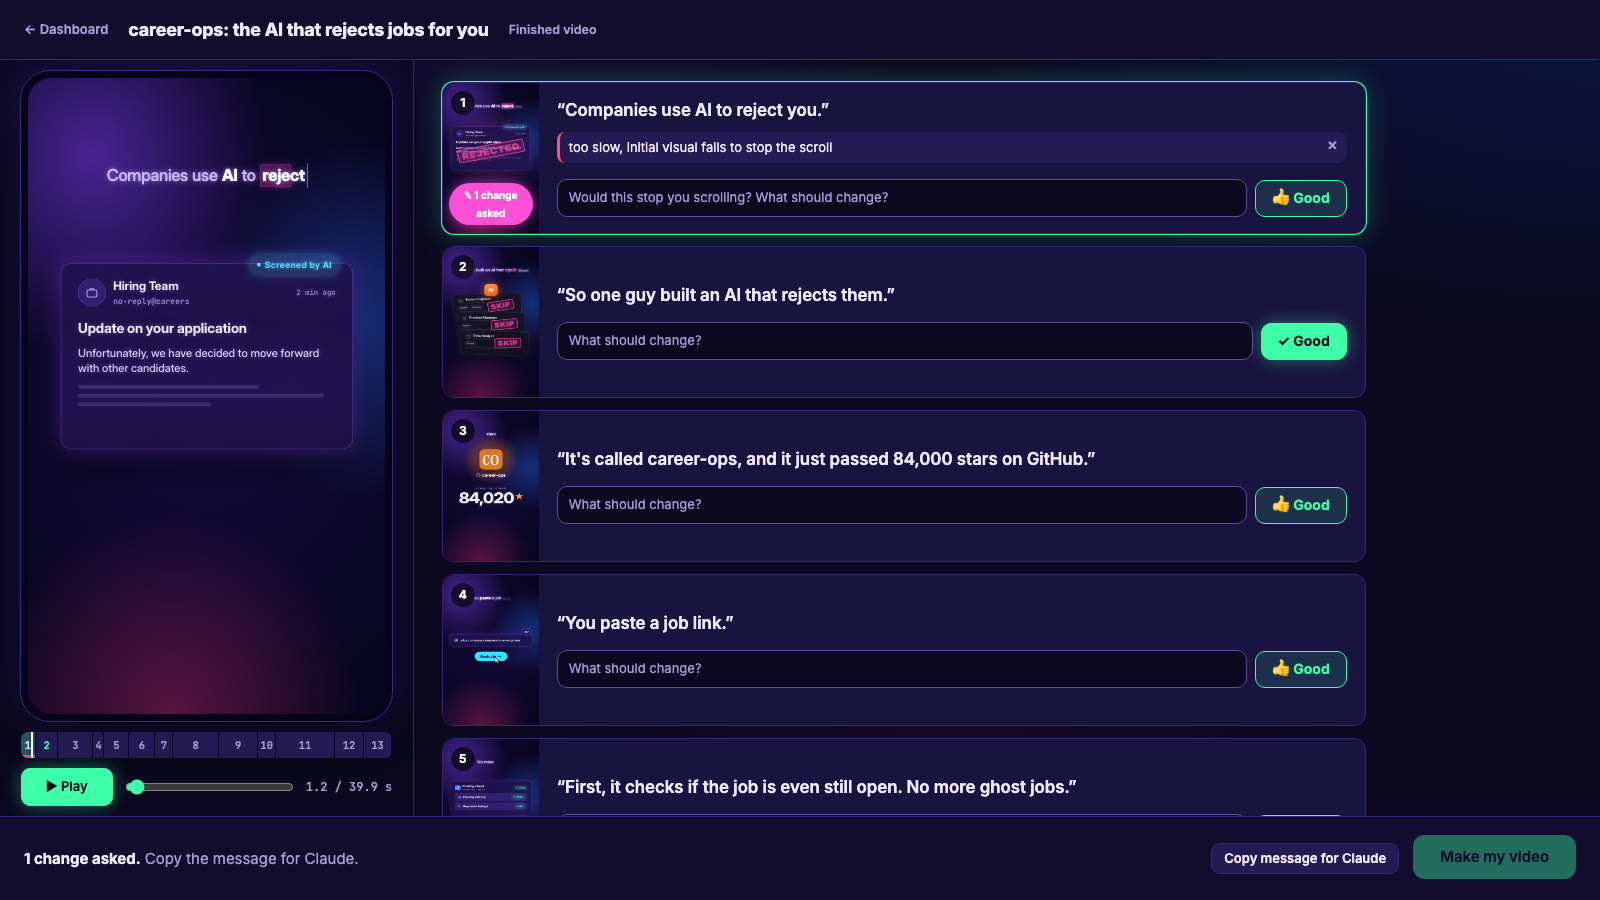 ← Dashboard
career-ops: the AI that rejects jobs for you
Finished video
Companies use AI to reject
• Screened by AI
Hiring Team
no-reply@careers
2 min ago
Update on your application
Unfortunately, we have decided to move forward
with other candidates.
1 2 3 4 5 6 7 8 9 10 11 12 13
▶ Play
1.2 / 39.9 s
1
REJECTED
✎ 1 change
asked
“Companies use AI to reject you.”
too slow, initial visual fails to stop the scroll
×
Would this stop you scrolling? What should change?
👍 Good
2
SKIP
SKIP
SKIP
“So one guy built an AI that rejects them.”
What should change?
✓ Good
3
CO
career-ops
84,020★
“It's called career-ops, and it just passed 84,000 stars on GitHub.”
What should change?
👍 Good
4
“You paste a job link.”
What should change?
👍 Good
5
No more
“First, it checks if the job is even still open. No more ghost jobs.”
1 change asked. Copy the message for Claude.
Copy message for Claude
Make my video